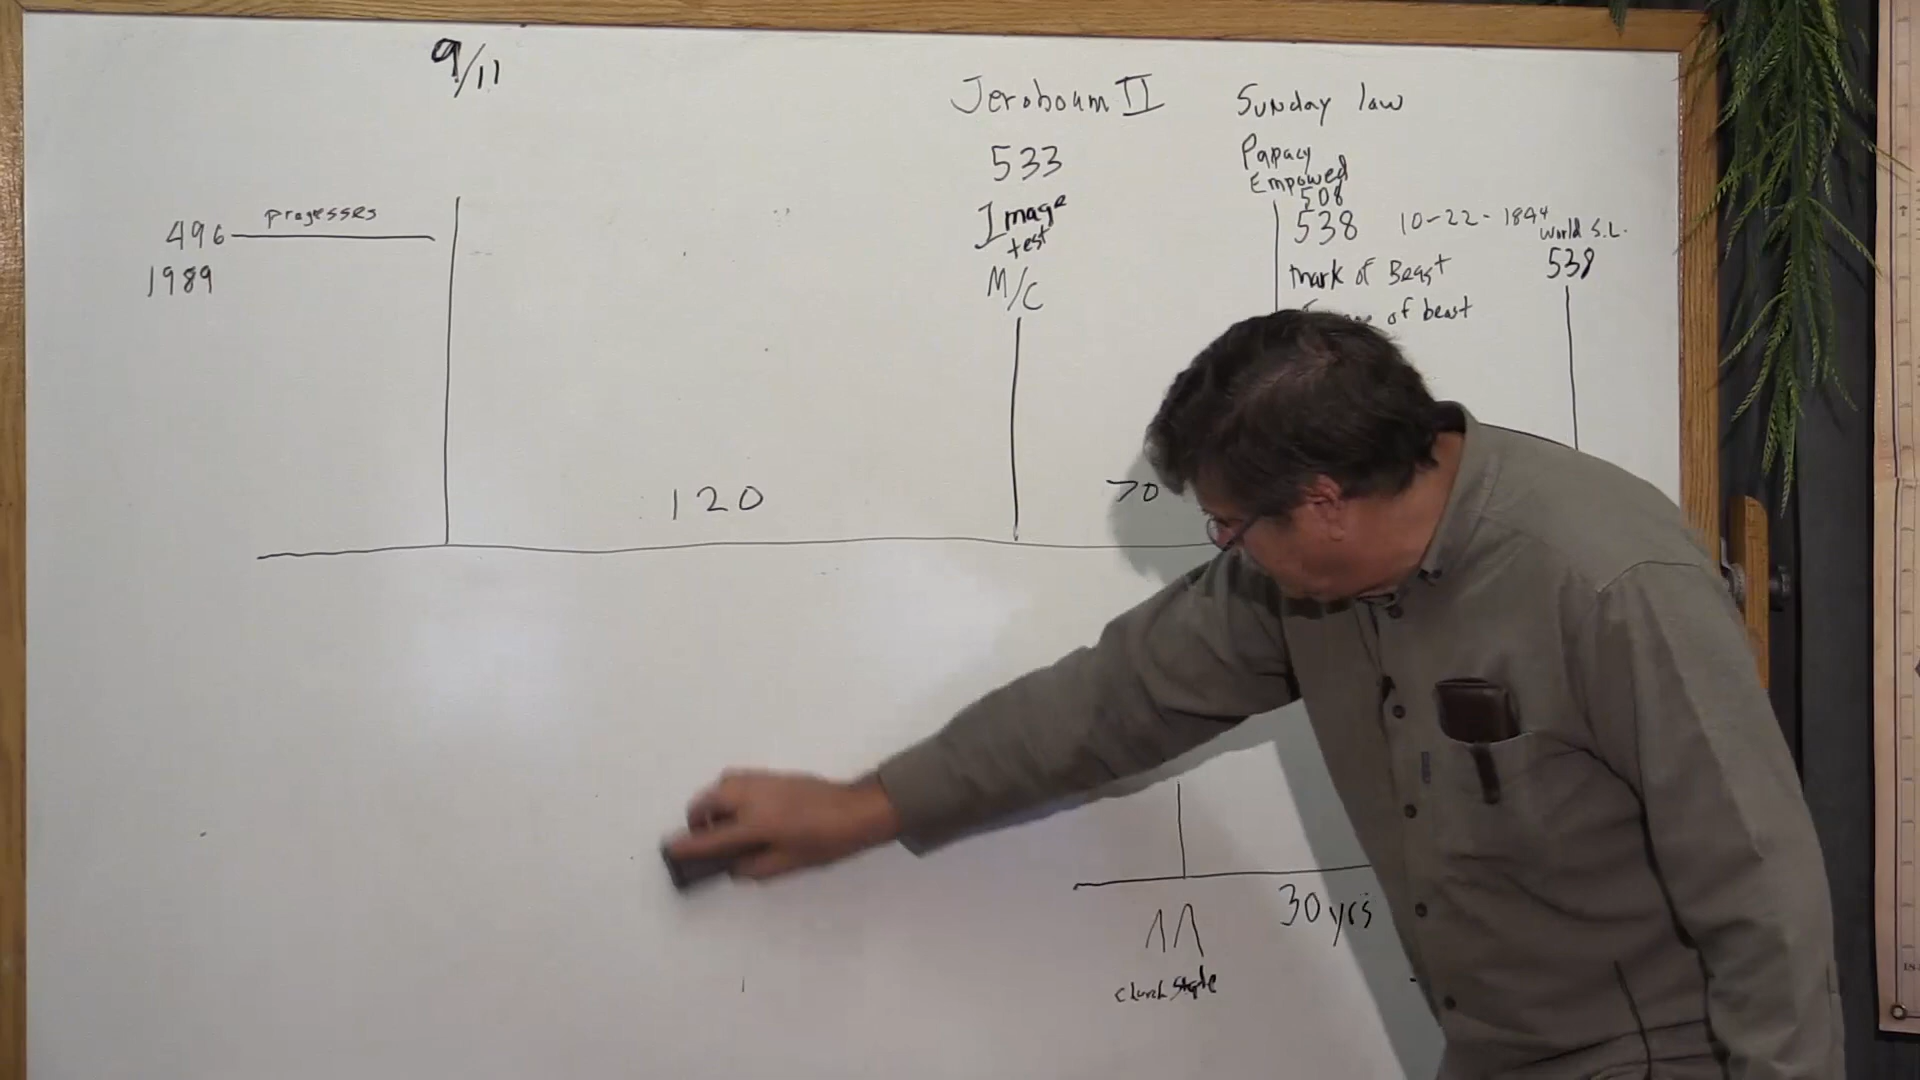 9/11
Jeroboam II
Sunday law
533
Papacy
Empowed
508
Image
test
538
10-22-1844
World S.L.
538
496
progesses
1989
M/C
Mark of Beast
of beast
120
70
30 yrs
church state